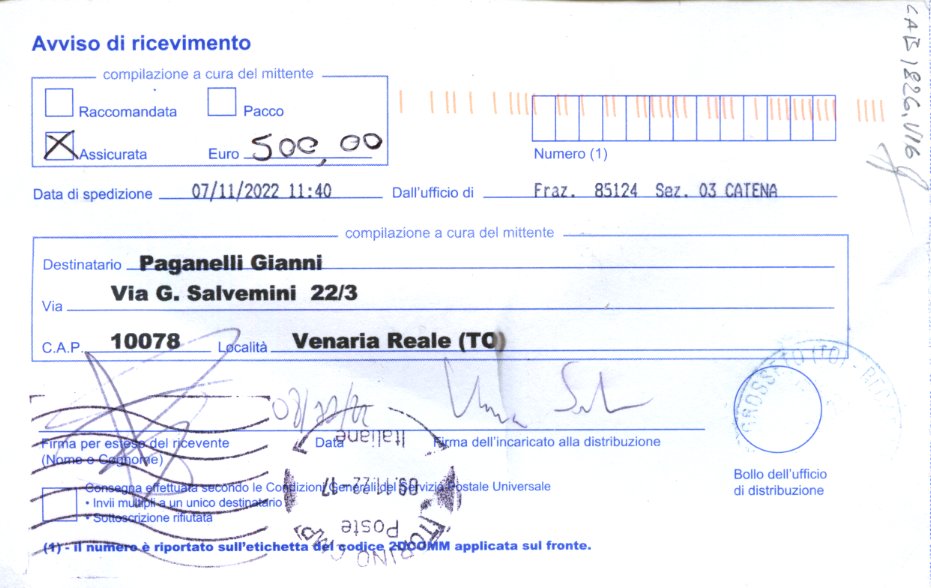 Avviso di ricevimento
compilazione a cura del mittente
Raccomandata
Pacco
Assicurata
Euro 500,00
Numero (1)
Data di spedizione 07/11/2022 11:40 Dall'ufficio di Fraz. 85124 Sez. 03 CATENA
compilazione a cura del mittente
Destinatario Paganelli Gianni
Via Via G. Salvemini 22/3
C.A.P. 10078 Località Venaria Reale (TO)
Firma per esteso del ricevente
(Nome e Cognome)
Data
Firma dell'incaricato alla distribuzione
Consegna effettuata secondo le Condizioni Generali del Servizio Postale Universale
• Invii multipli a un unico destinatario
• Sottoscrizione rifiutata
Bollo dell'ufficio
di distribuzione
(1) - Il numero è riportato sull'etichetta del codice 2DCOMM applicata sul fronte.
Poste
Italiane
TORINO